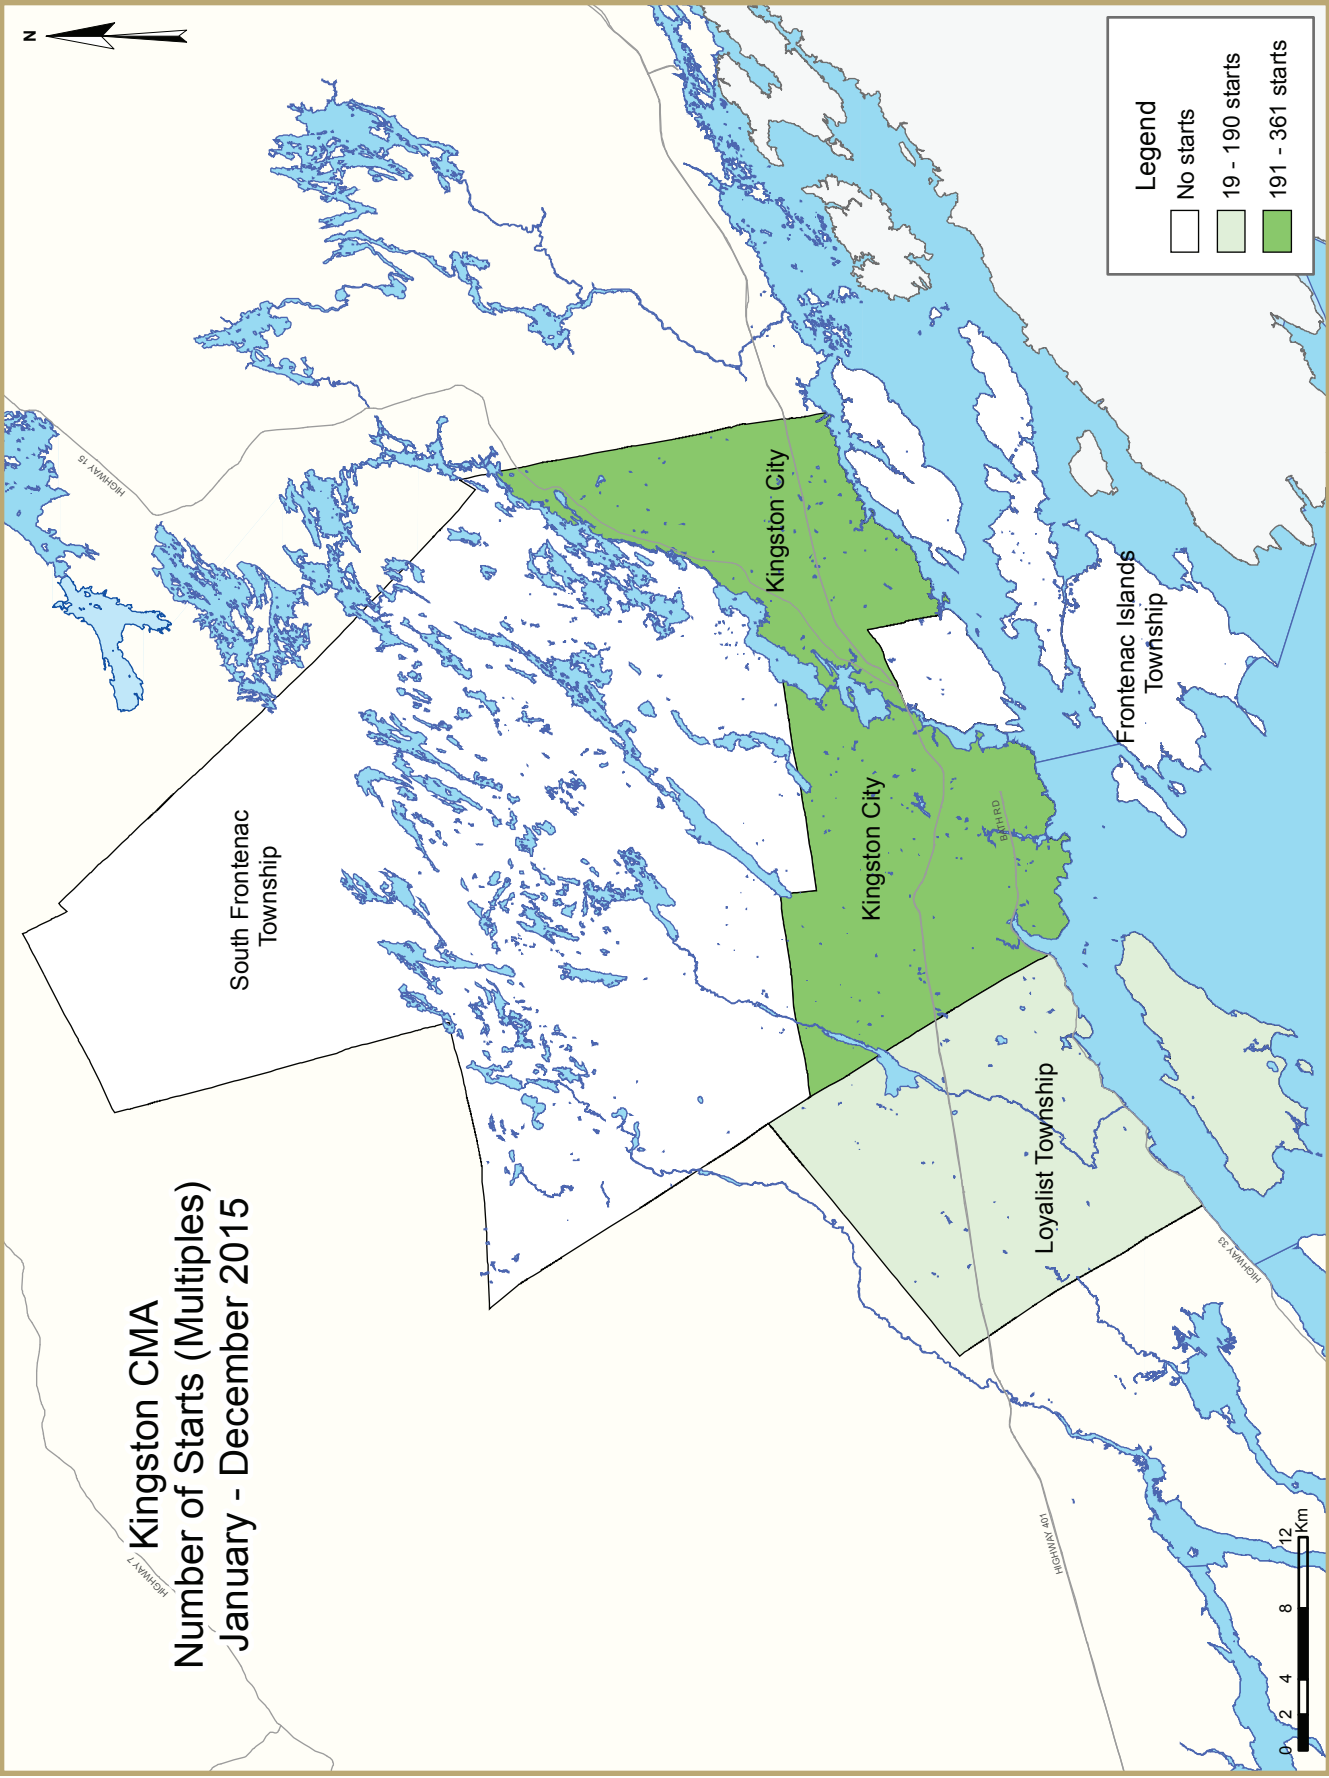 Kingston CMA
Number of Starts (Multiples)
January - December 2015
N
HIGHWAY 7
HIGHWAY 15
South Frontenac
Township
Kingston City
Kingston City
BATH RD
Loyalist Township
Frontenac Islands
Township
HIGHWAY 401
HIGHWAY 33
Legend
No starts
19 - 190 starts
191 - 361 starts
0 2 4 8 12
Km